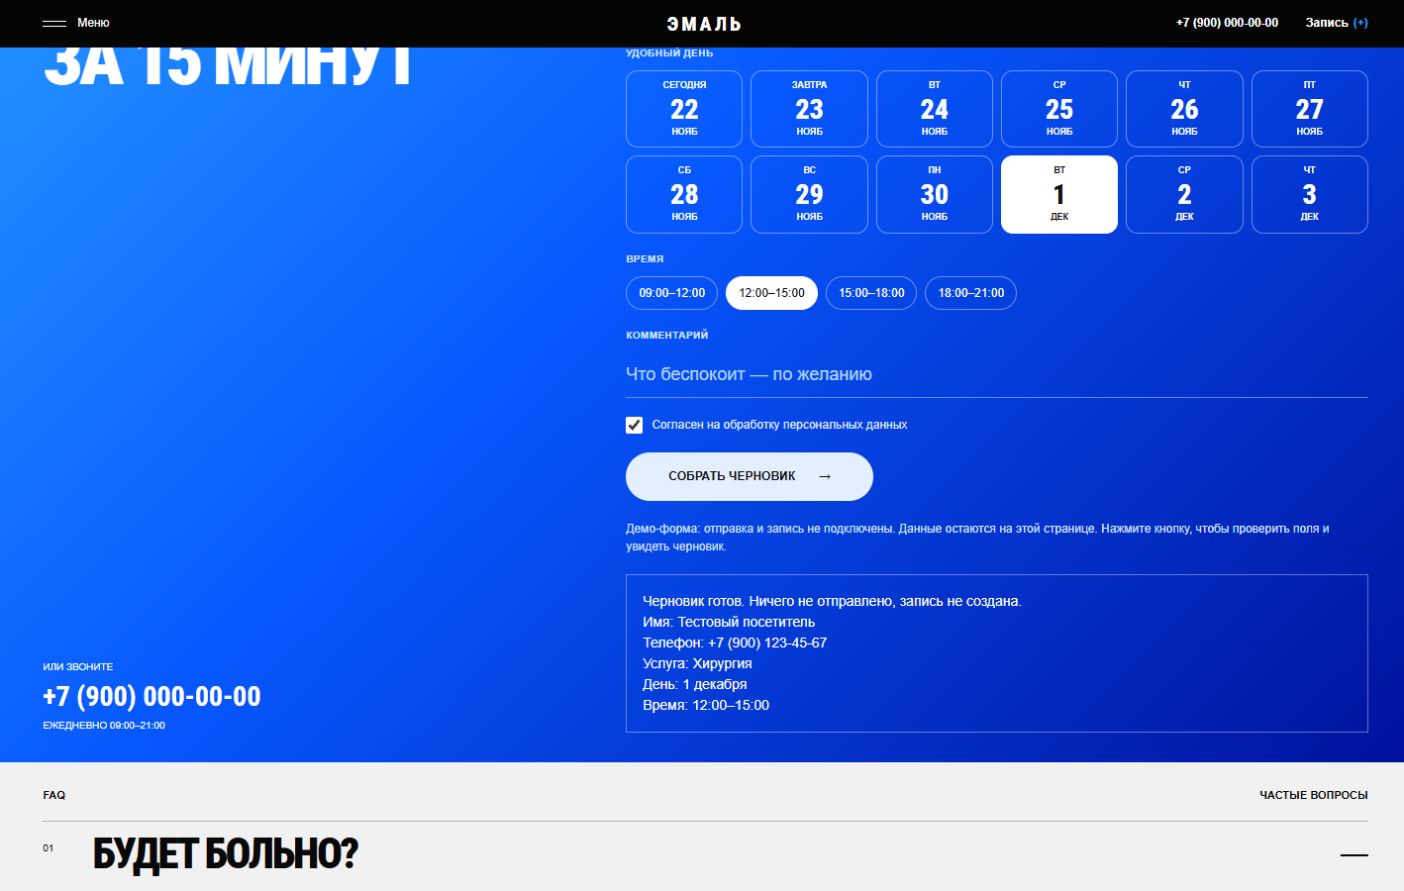 Меню
ЭМАЛЬ
+7 (900) 000-00-00
Запись (+)
ЗА 15 МИНУТ
УДОБНЫЙ ДЕНЬ
СЕГОДНЯ ЗАВТРА ВТ СР ЧТ ПТ
22 23 24 25 26 27
НОЯБ НОЯБ НОЯБ НОЯБ НОЯБ НОЯБ
СБ ВС ПН ВТ СР ЧТ
28 29 30 1 2 3
НОЯБ НОЯБ НОЯБ ДЕК ДЕК ДЕК
ВРЕМЯ
09:00–12:00 12:00–15:00 15:00–18:00 18:00–21:00
КОММЕНТАРИЙ
Что беспокоит — по желанию
Согласен на обработку персональных данных
СОБРАТЬ ЧЕРНОВИК →
Демо-форма: отправка и запись не подключены. Данные остаются на этой странице. Нажмите кнопку, чтобы проверить поля и
увидеть черновик.
Черновик готов. Ничего не отправлено, запись не создана.
Имя: Тестовый посетитель
Телефон: +7 (900) 123-45-67
Услуга: Хирургия
День: 1 декабря
Время: 12:00–15:00
ИЛИ ЗВОНИТЕ
+7 (900) 000-00-00
ЕЖЕДНЕВНО 09:00–21:00
FAQ
ЧАСТЫЕ ВОПРОСЫ
01
БУДЕТ БОЛЬНО?